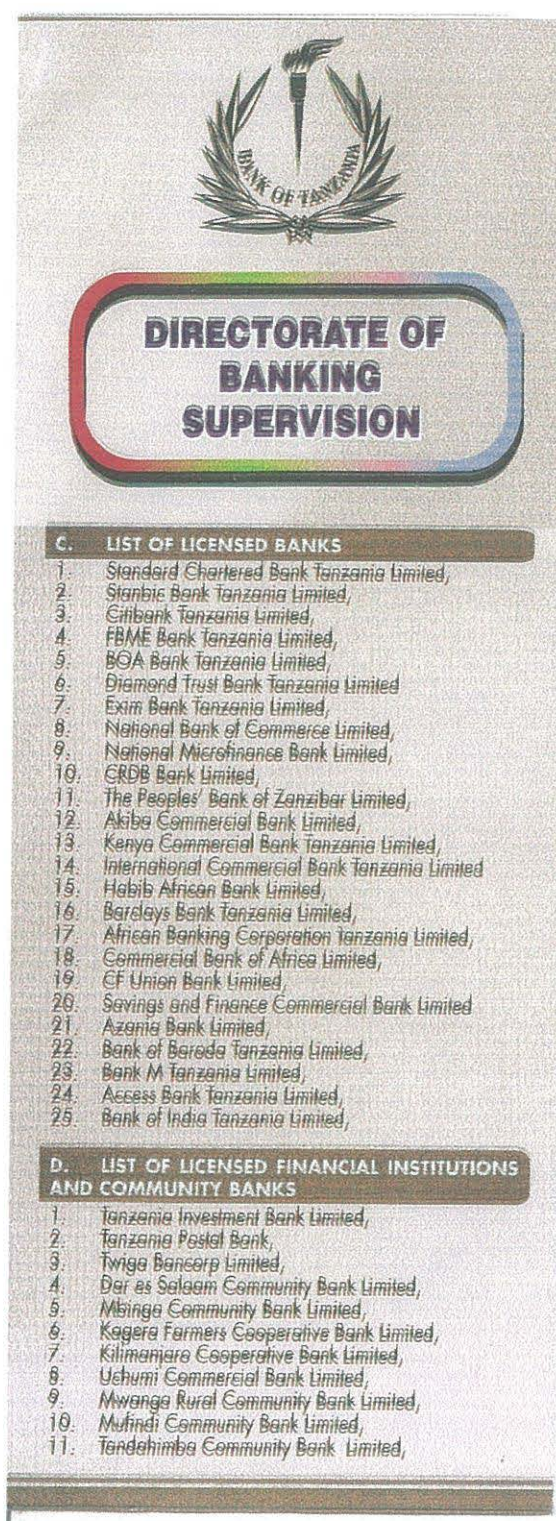 BANK OF TANZANIA
DIRECTORATE OF
BANKING
SUPERVISION
C. LIST OF LICENSED BANKS
1. Standard Chartered Bank Tanzania Limited,
2. Stanbic Bank Tanzania Limited,
3. Citibank Tanzania Limited,
4. FBME Bank Tanzania Limited,
5. BOA Bank Tanzania Limited,
6. Diamond Trust Bank Tanzania Limited
7. Exim Bank Tanzania Limited,
8. National Bank of Commerce Limited,
9. National Microfinance Bank Limited,
10. CRDB Bank Limited,
11. The Peoples' Bank of Zanzibar Limited,
12. Akiba Commercial Bank Limited,
13. Kenya Commercial Bank Tanzania Limited,
14. International Commercial Bank Tanzania Limited
15. Habib African Bank Limited,
16. Barclays Bank Tanzania Limited,
17. African Banking Corporation Tanzania Limited,
18. Commercial Bank of Africa Limited,
19. CF Union Bank Limited,
20. Savings and Finance Commercial Bank Limited
21. Azania Bank Limited,
22. Bank of Baroda Tanzania Limited,
23. Bank M Tanzania Limited,
24. Access Bank Tanzania Limited,
25. Bank of India Tanzania Limited,
D. LIST OF LICENSED FINANCIAL INSTITUTIONS
AND COMMUNITY BANKS
1. Tanzania Investment Bank Limited,
2. Tanzania Postal Bank,
3. Twiga Bancorp Limited,
4. Dar es Salaam Community Bank Limited,
5. Mbinga Community Bank Limited,
6. Kagera Farmers Cooperative Bank Limited,
7. Kilimanjaro Cooperative Bank Limited,
8. Uchumi Commercial Bank Limited,
9. Mwanga Rural Community Bank Limited,
10. Mufindi Community Bank Limited,
11. Tandahimba Community Bank Limited,